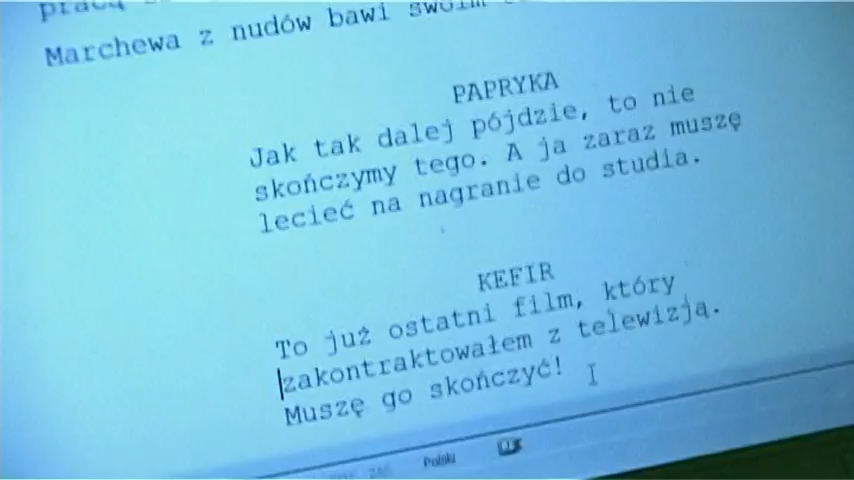 pracą
Marchewa z nudów bawi swoim
PAPRYKA
Jak tak dalej pójdzie, to nie
skończymy tego. A ja zaraz muszę
lecieć na nagranie do studia.
KEFIR
To już ostatni film, który
zakontraktowałem z telewizją.
Muszę go skończyć!
Polski